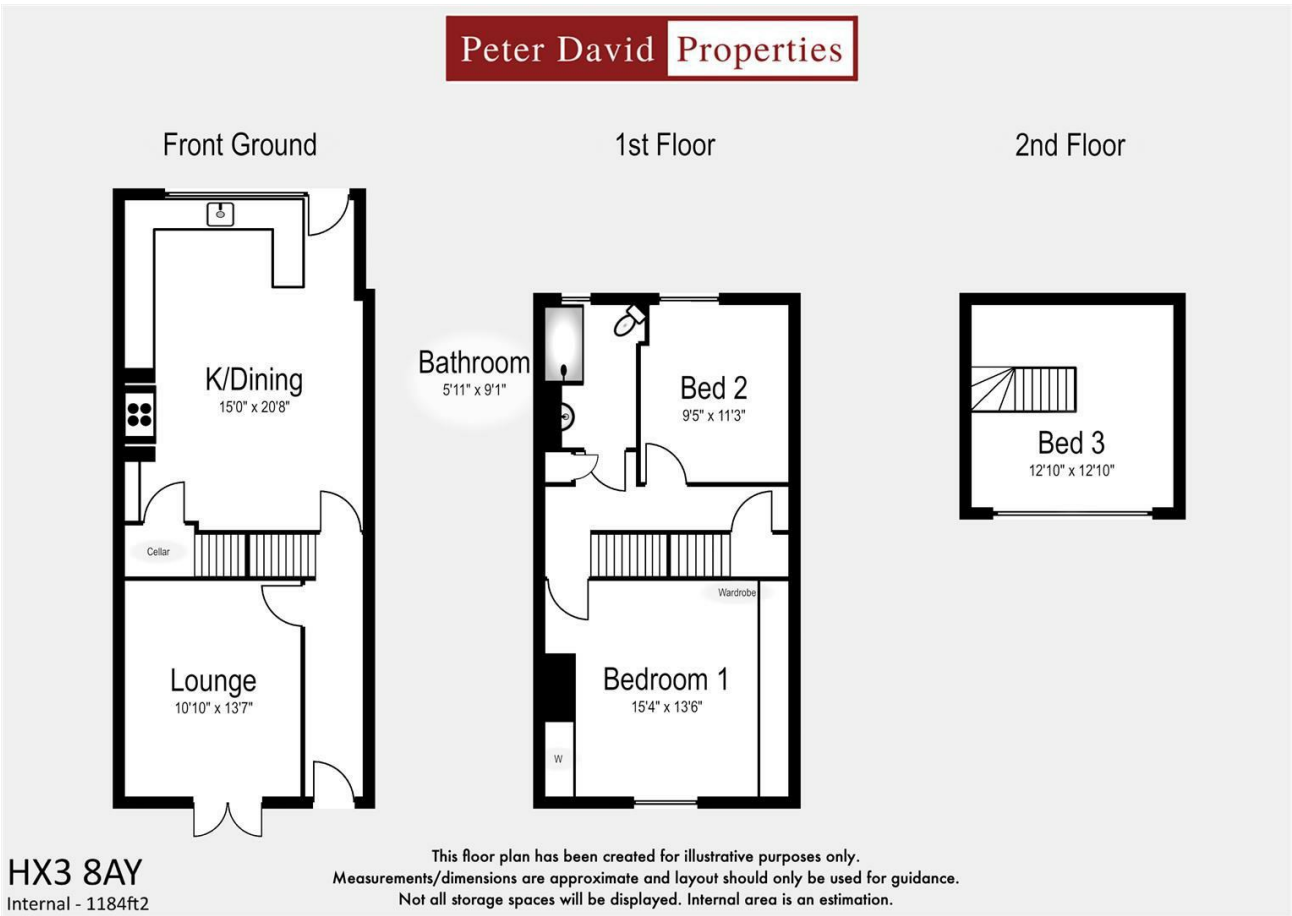 Peter David Properties
Front Ground
1st Floor
2nd Floor
K/Dining
15'0" x 20'8"
Bathroom
5'11" x 9'1"
Bed 2
9'5" x 11'3"
Bed 3
12'10" x 12'10"
Cellar
Wardrobe
Lounge
10'10" x 13'7"
Bedroom 1
15'4" x 13'6"
W
HX3 8AY
Internal - 1184ft2
This floor plan has been created for illustrative purposes only.
Measurements/dimensions are approximate and layout should only be used for guidance.
Not all storage spaces will be displayed. Internal area is an estimation.